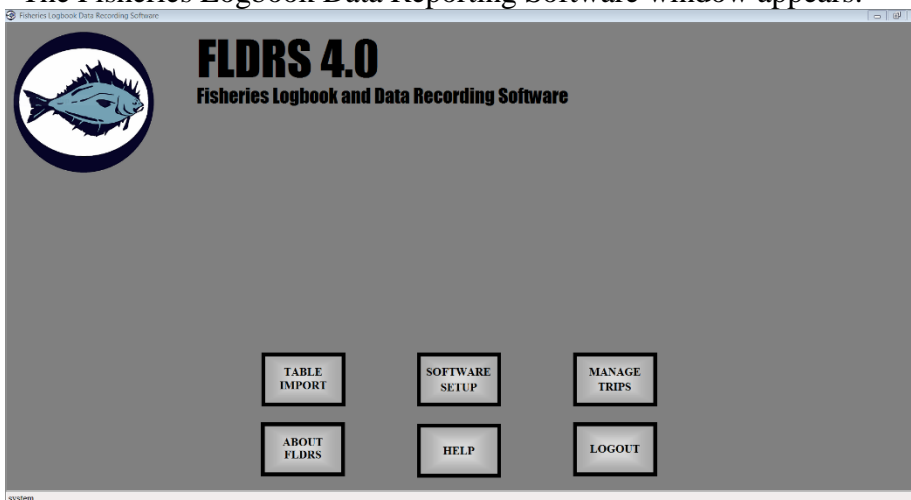 The Fisheries Logbook Data Reporting Software window appears.
Fisheries Logbook Data Recording Software
FLDRS 4.0
Fisheries Logbook and Data Recording Software
TABLE
IMPORT
SOFTWARE
SETUP
MANAGE
TRIPS
ABOUT
FLDRS
HELP
LOGOUT
system